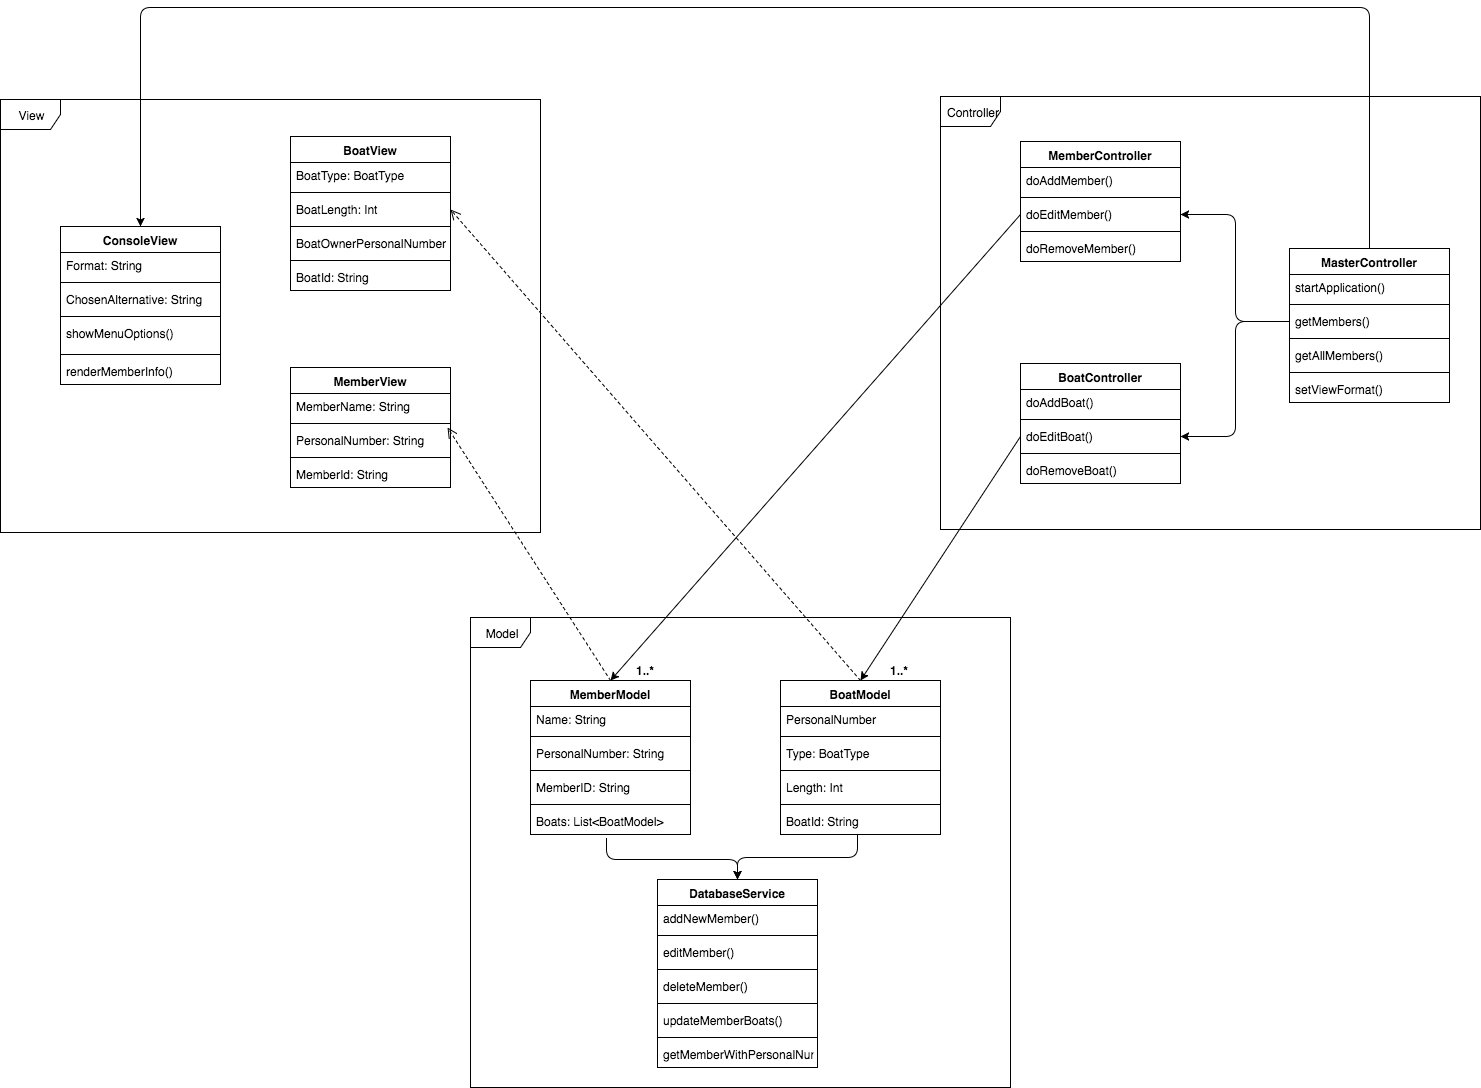 View
BoatView
BoatType: BoatType
BoatLength: Int
BoatOwnerPersonalNumber
BoatId: String
ConsoleView
Format: String
ChosenAlternative: String
showMenuOptions()
renderMemberInfo()
MemberView
MemberName: String
PersonalNumber: String
MemberId: String
Controller
MemberController
doAddMember()
doEditMember()
doRemoveMember()
MasterController
startApplication()
getMembers()
getAllMembers()
setViewFormat()
BoatController
doAddBoat()
doEditBoat()
doRemoveBoat()
Model
1..*
MemberModel
Name: String
PersonalNumber: String
MemberID: String
Boats: List<BoatModel>
1..*
BoatModel
PersonalNumber
Type: BoatType
Length: Int
BoatId: String
DatabaseService
addNewMember()
editMember()
deleteMember()
updateMemberBoats()
getMemberWithPersonalNur